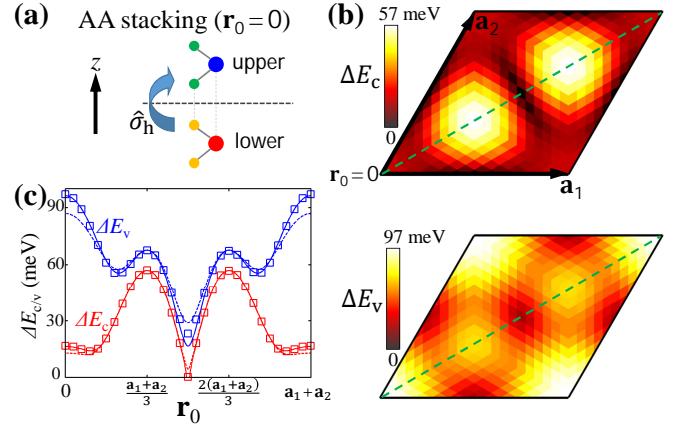 (a)
AA stacking (r₀ = 0)
z
σ̂h
upper
lower
(b)
57 meV
ΔEc
0
a₂
r₀=0
a₁
97 meV
ΔEv
0
(c)
ΔEc/v (meV)
90
60
30
0
ΔEv
ΔEc
0
a₁+a₂
3
r₀
2(a₁+a₂)
3
a₁+a₂